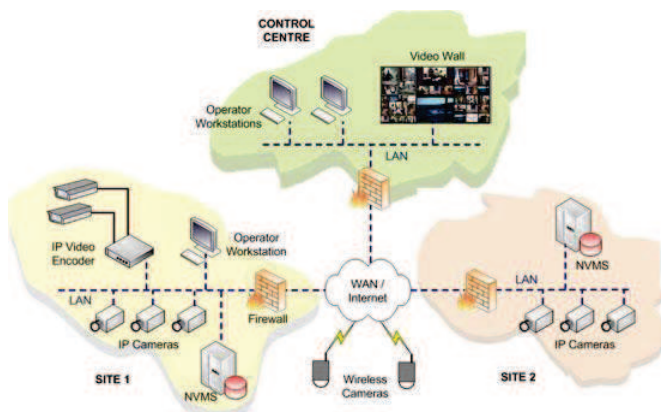 CONTROL
CENTRE
Video Wall
Operator
Workstations
LAN
IP Video
Encoder
Operator
Workstation
LAN
Firewall
IP Cameras
NVMS
SITE 1
WAN /
Internet
Wireless
Cameras
NVMS
LAN
IP Cameras
SITE 2